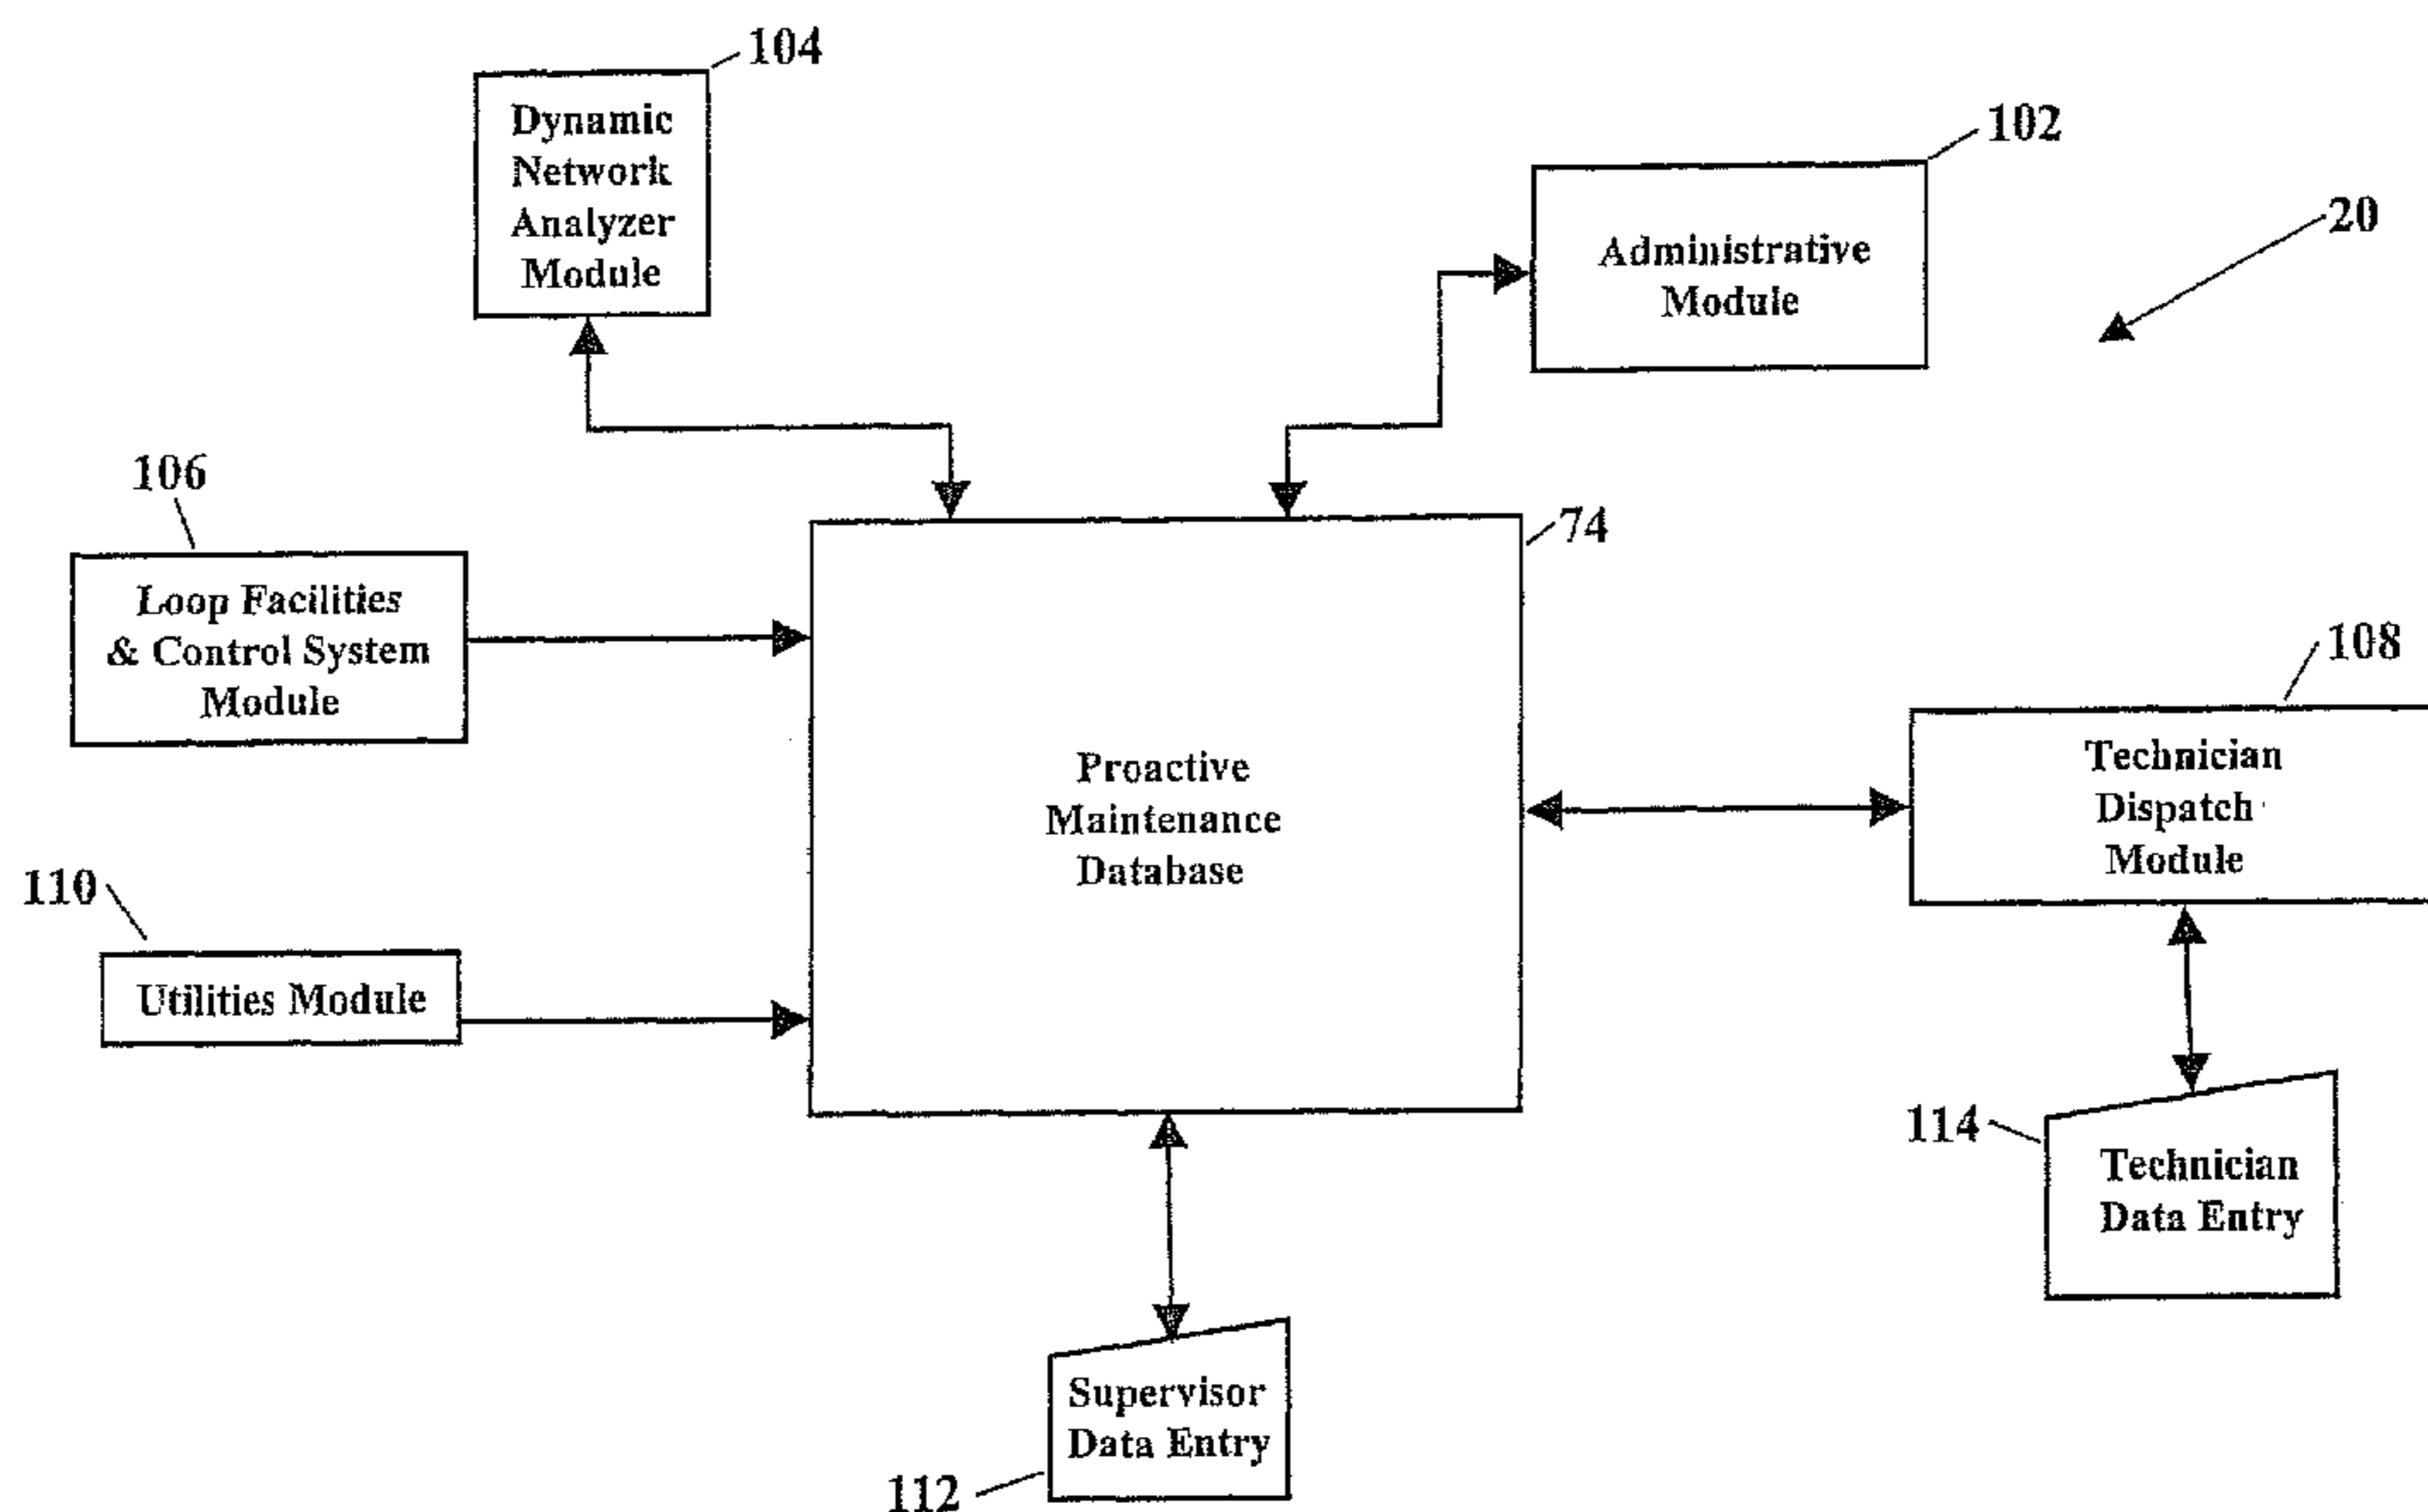 104
Dynamic
Network
Analyzer
Module
102
Administrative
Module
20
106
Loop Facilities
& Control System
Module
74
Proactive
Maintenance
Database
108
Technician
Dispatch
Module
110
Utilities Module
114
Technician
Data Entry
Supervisor
Data Entry
112